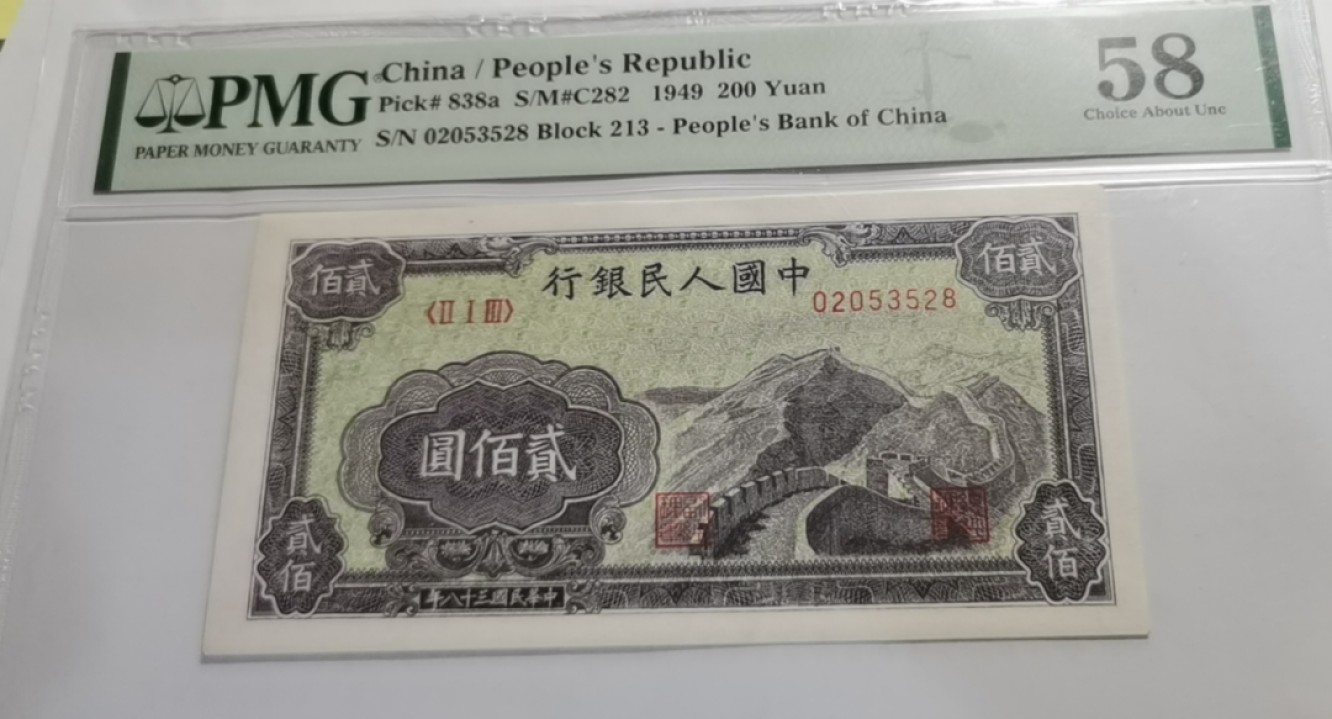 PMG
PAPER MONEY GUARANTY
China / People's Republic
Pick# 838a S/M#C282 1949 200 Yuan
S/N 02053528 Block 213 - People's Bank of China
58
Choice About Unc
佰貳
行銀民人國中
佰貳
〈II I III〉
02053528
圓佰貳
貳佰
貳佰
年八十三國民華中